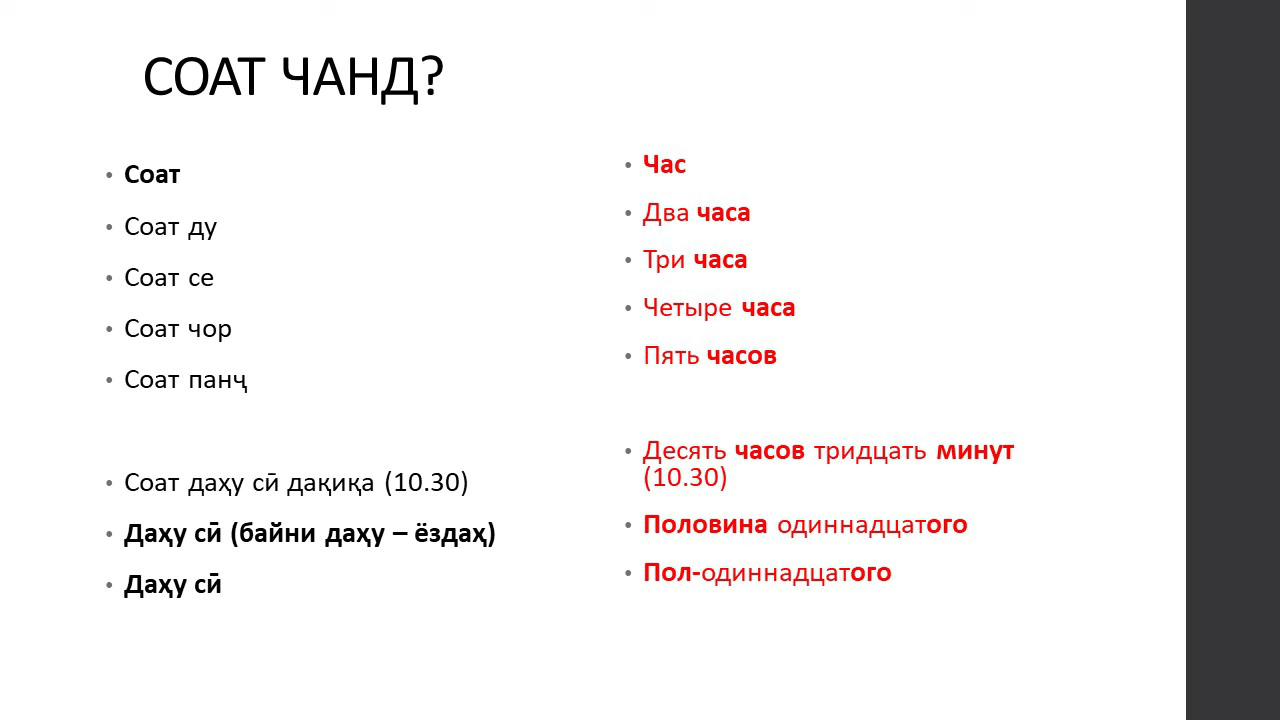 СОАТ ЧАНД?
• Соат
• Соат ду
• Соат се
• Соат чор
• Соат панҷ
• Соат даҳу сӣ дақиқа (10.30)
• Даҳу сӣ (байни даҳу – ёздаҳ)
• Даҳу сӣ
• Час
• Два часа
• Три часа
• Четыре часа
• Пять часов
• Десять часов тридцать минут
(10.30)
• Половина одиннадцатого
• Пол-одиннадцатого